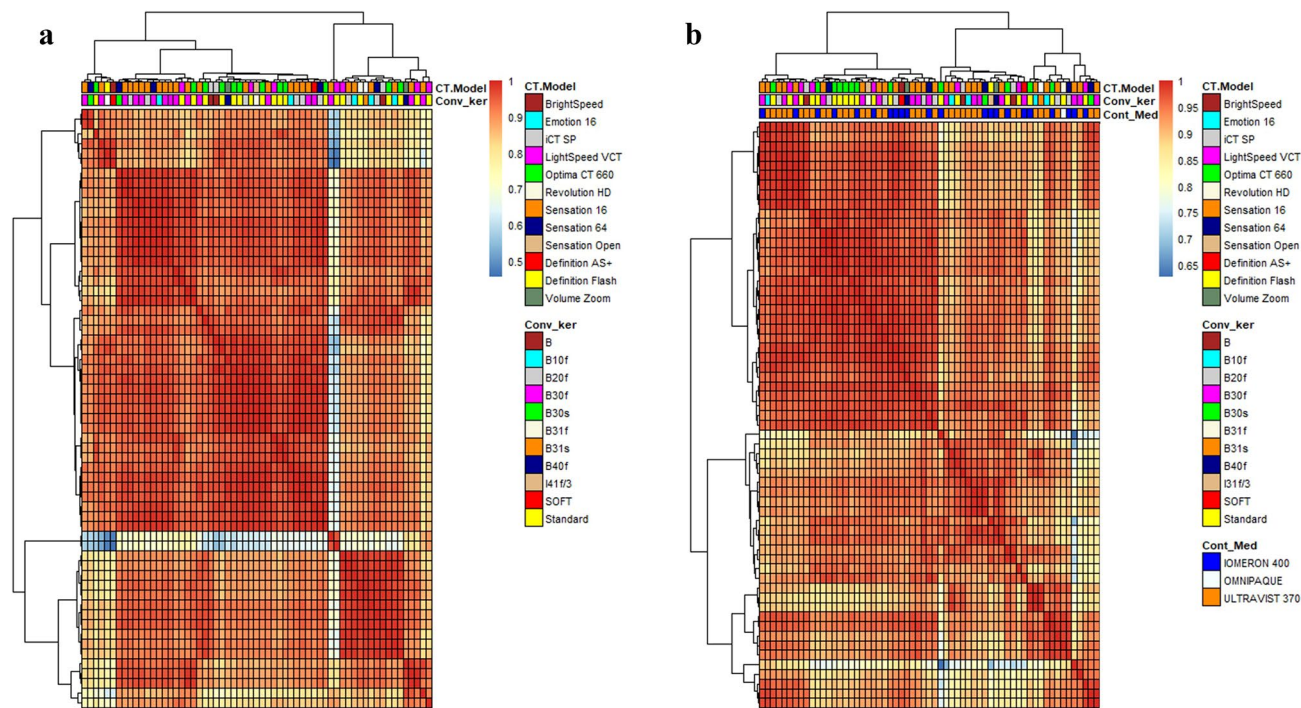 a
CT.Model
Conv_ker
1
0.9
0.8
0.7
0.6
0.5
CT.Model
BrightSpeed
Emotion 16
iCT SP
LightSpeed VCT
Optima CT 660
Revolution HD
Sensation 16
Sensation 64
Sensation Open
Definition AS+
Definition Flash
Volume Zoom
Conv_ker
B
B10f
B20f
B30f
B30s
B31f
B31s
B40f
I41f/3
SOFT
Standard
b
CT.Model
Conv_ker
Cont_Med
1
0.95
0.9
0.85
0.8
0.75
0.7
0.65
CT.Model
BrightSpeed
Emotion 16
iCT SP
LightSpeed VCT
Optima CT 660
Revolution HD
Sensation 16
Sensation 64
Sensation Open
Definition AS+
Definition Flash
Volume Zoom
Conv_ker
B
B10f
B20f
B30f
B30s
B31f
B31s
B40f
I31f/3
SOFT
Standard
Cont_Med
IOMERON 400
OMNIPAQUE
ULTRAVIST 370